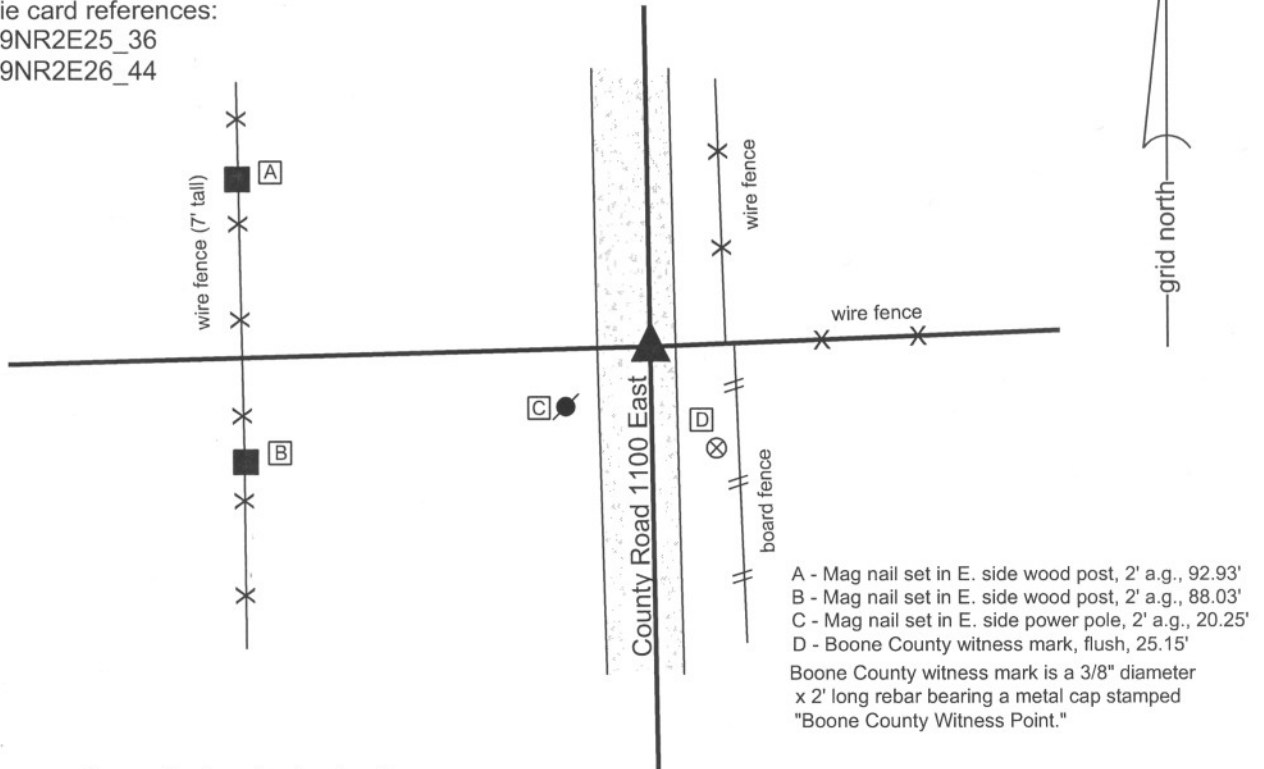 ie card references:
9NR2E25_36
9NR2E26_44
A
wire fence (7' tall)
wire fence
grid north
wire fence
C
D
B
County Road 1100 East
board fence
A - Mag nail set in E. side wood post, 2' a.g., 92.93'
B - Mag nail set in E. side wood post, 2' a.g., 88.03'
C - Mag nail set in E. side power pole, 2' a.g., 20.25'
D - Boone County witness mark, flush, 25.15'
Boone County witness mark is a 3/8" diameter
x 2' long rebar bearing a metal cap stamped
"Boone County Witness Point."